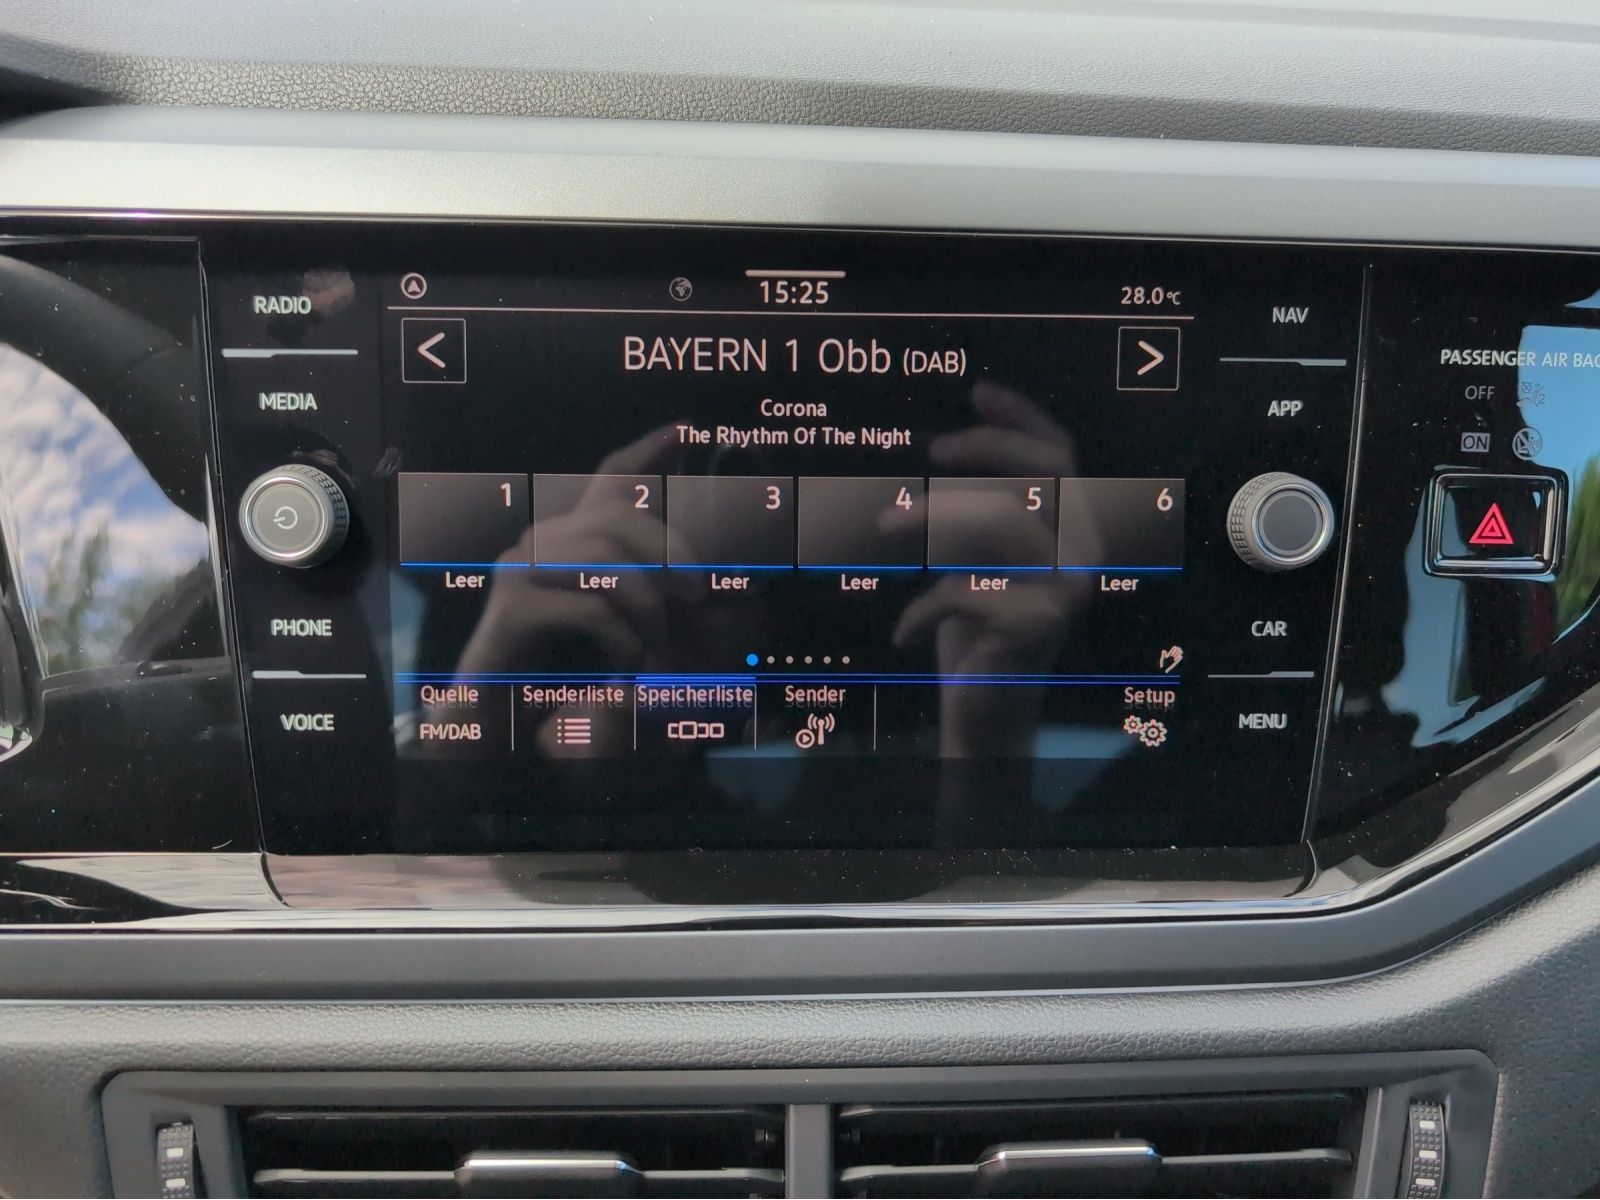 RADIO
MEDIA
PHONE
VOICE
15:25
28.0°C
BAYERN 1 Obb (DAB)
Corona
The Rhythm Of The Night
1 2 3 4 5 6
Leer Leer Leer Leer Leer Leer
Quelle Senderliste Speicherliste Sender Setup
FM/DAB
NAV
APP
CAR
MENU
PASSENGER AIR BAG
OFF
ON